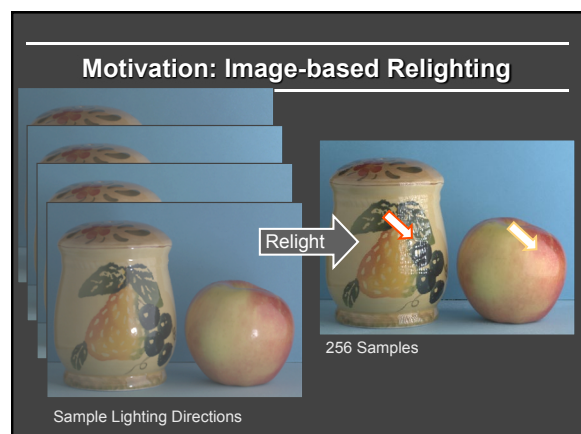 Motivation: Image-based Relighting
Relight
256 Samples
Sample Lighting Directions